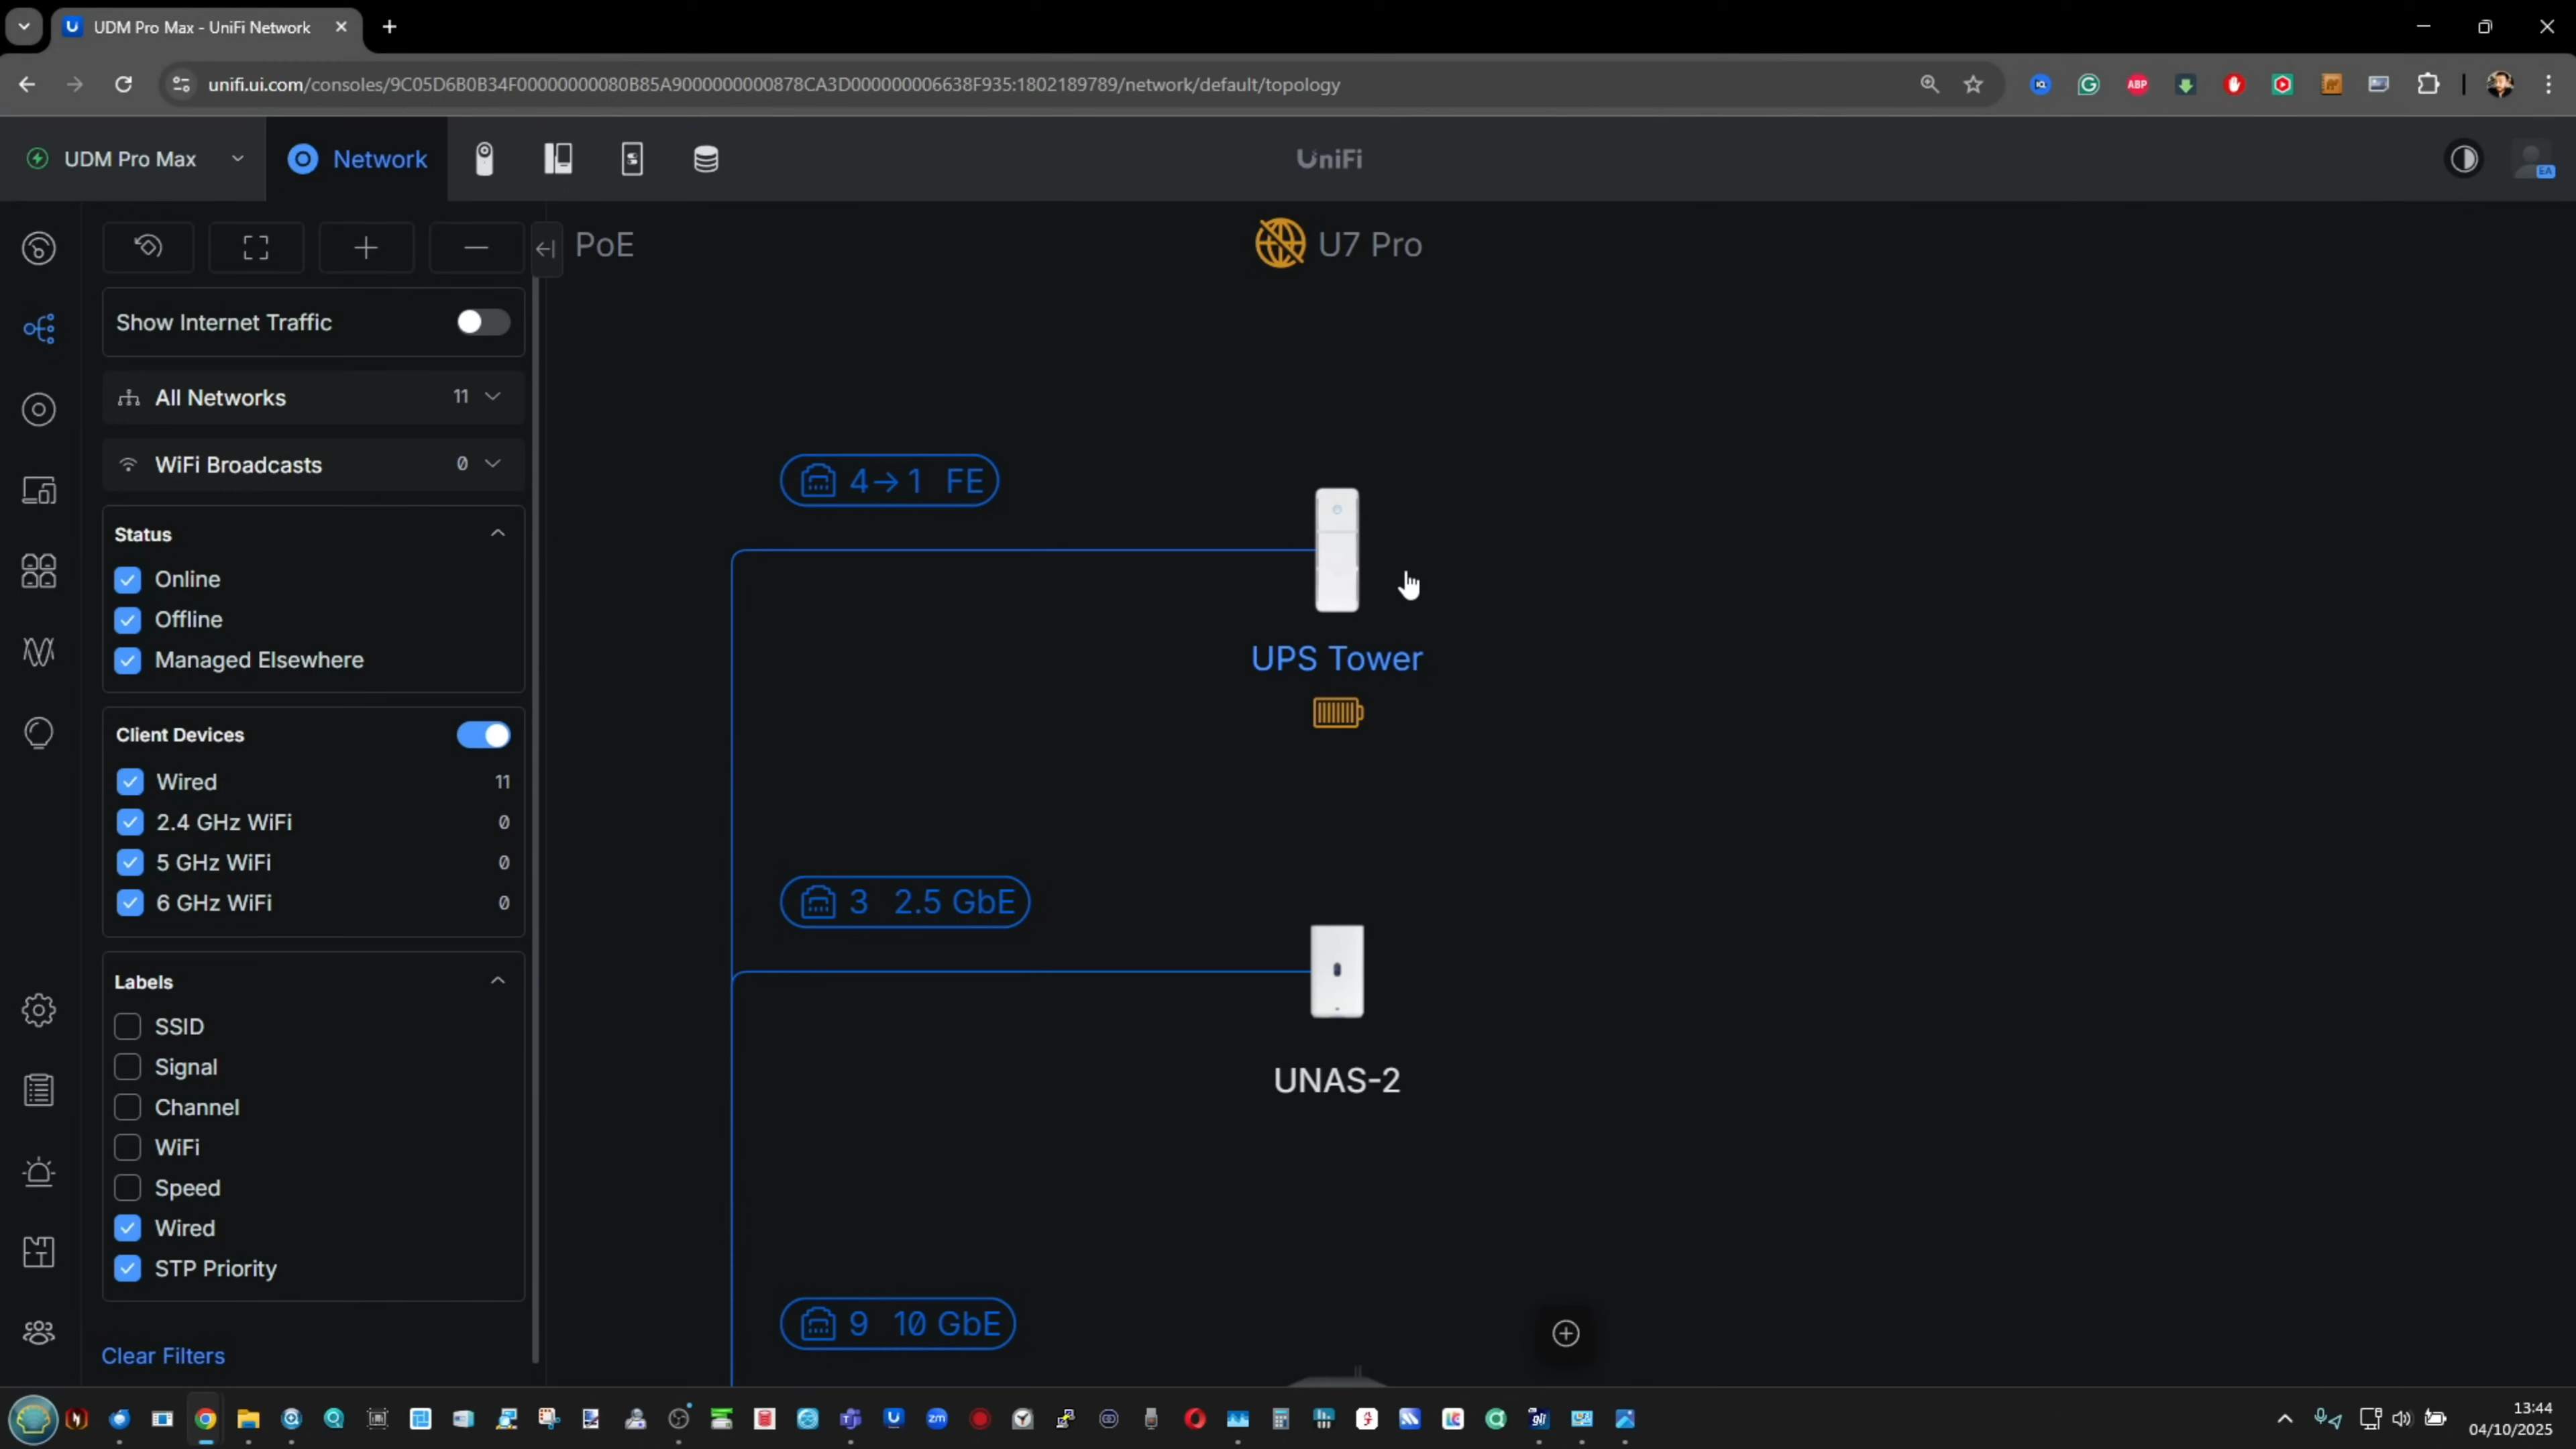 UDM Pro Max - UniFi Network
unifi.ui.com/consoles/9C05D6B0B34F00000000080B85A9000000000878CA3D000000006638F935:1802189789/network/default/topology
ABP
UDM Pro Max
Network
UniFi
EA
PoE
U7 Pro
Show Internet Traffic
All Networks 11
WiFi Broadcasts 0
Status
Online
Offline
Managed Elsewhere
Client Devices
Wired 11
2.4 GHz WiFi 0
5 GHz WiFi 0
6 GHz WiFi 0
Labels
SSID
Signal
Channel
WiFi
Speed
Wired
STP Priority
Clear Filters
4→1 FE
UPS Tower
3 2.5 GbE
UNAS-2
9 10 GbE
zm
13:44
04/10/2025